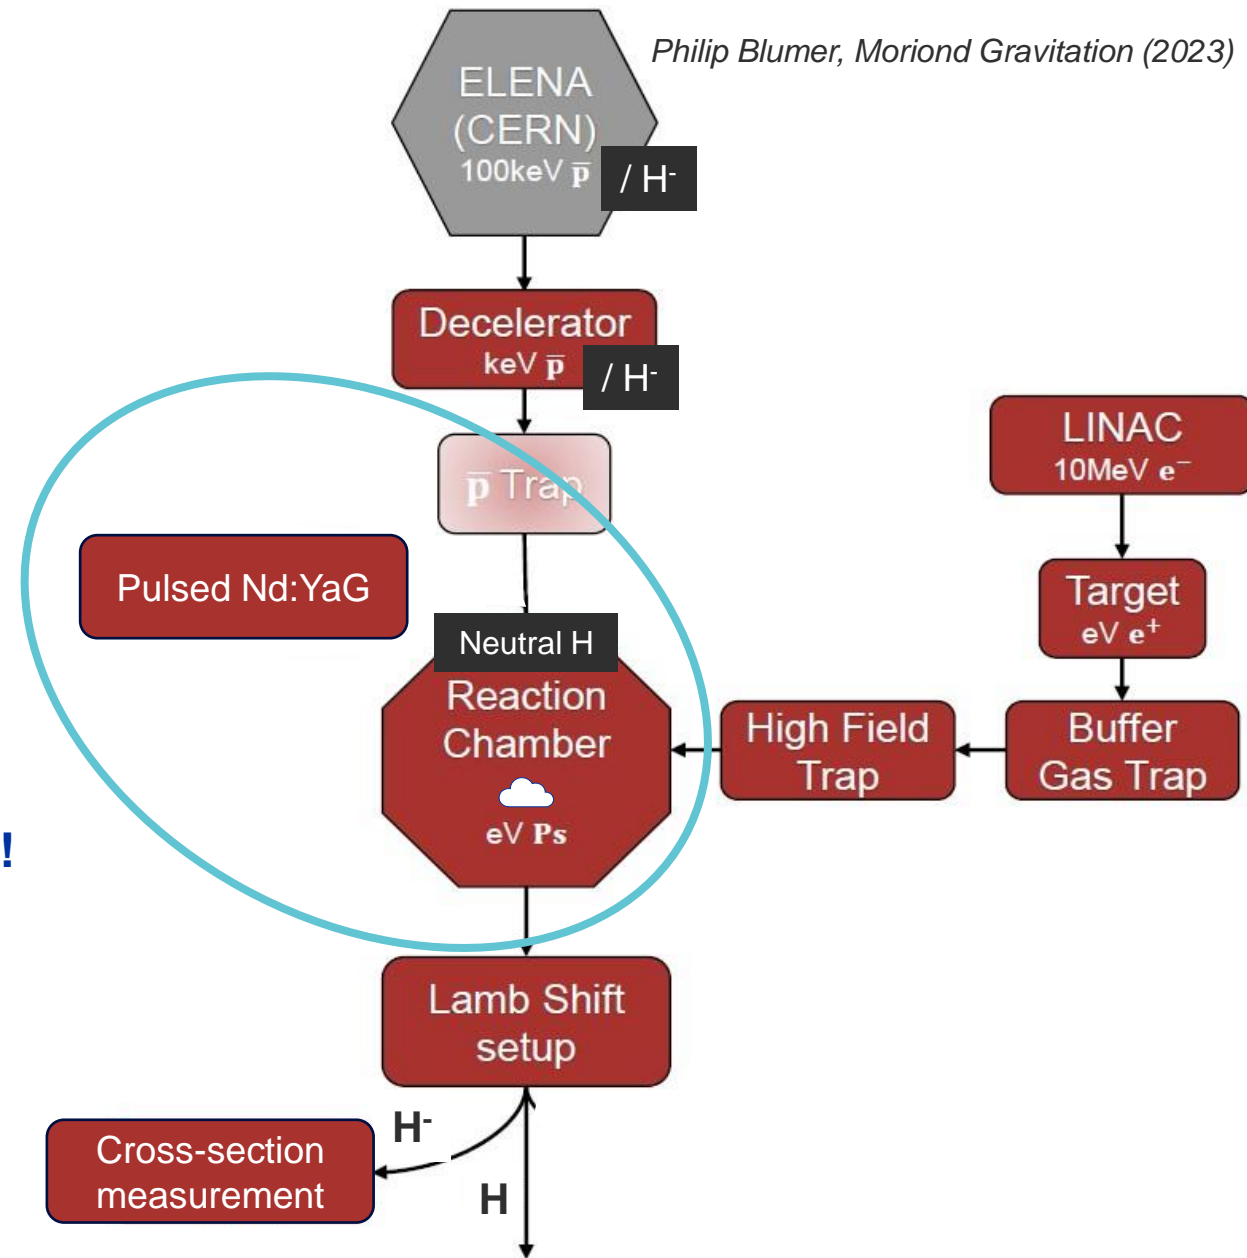 Philip Blumer, Moriond Gravitation (2023)
ELENA
(CERN)
100keV p̅
/ H⁻
Decelerator
keV p̅
/ H⁻
p̅ Trap
LINAC
10MeV e⁻
Pulsed Nd:YaG
Target
eV e⁺
Neutral H
Reaction
Chamber
eV Ps
High Field
Trap
Buffer
Gas Trap
!
Lamb Shift
setup
H⁻
Cross-section
measurement
H